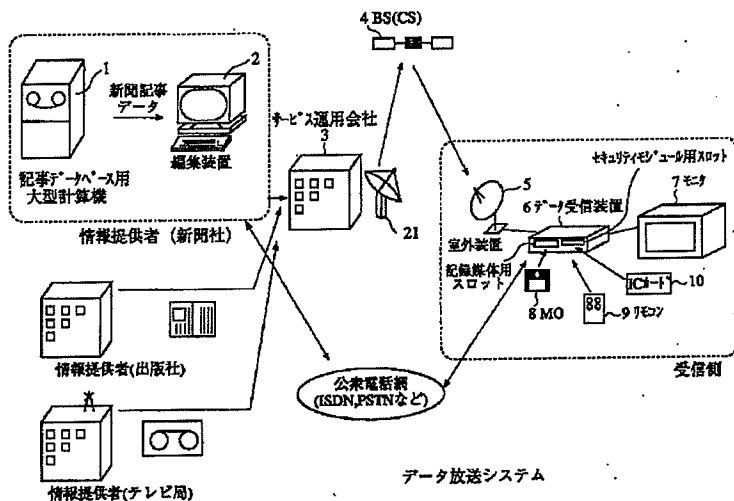 4 BS(CS)
1
2
新聞記事
データ
サービス運用会社
3
編集装置
記事データベース用
大型計算機
情報提供者 (新聞社)
21
セキュリティモジュール用スロット
7 モニタ
5
6 データ受信装置
室外装置
記録媒体用
スロット
ICカード
10
8 MO
9 リモコン
受信側
情報提供者(出版社)
公衆電話網
(ISDN,PSTNなど)
情報提供者(テレビ局)
データ放送システム